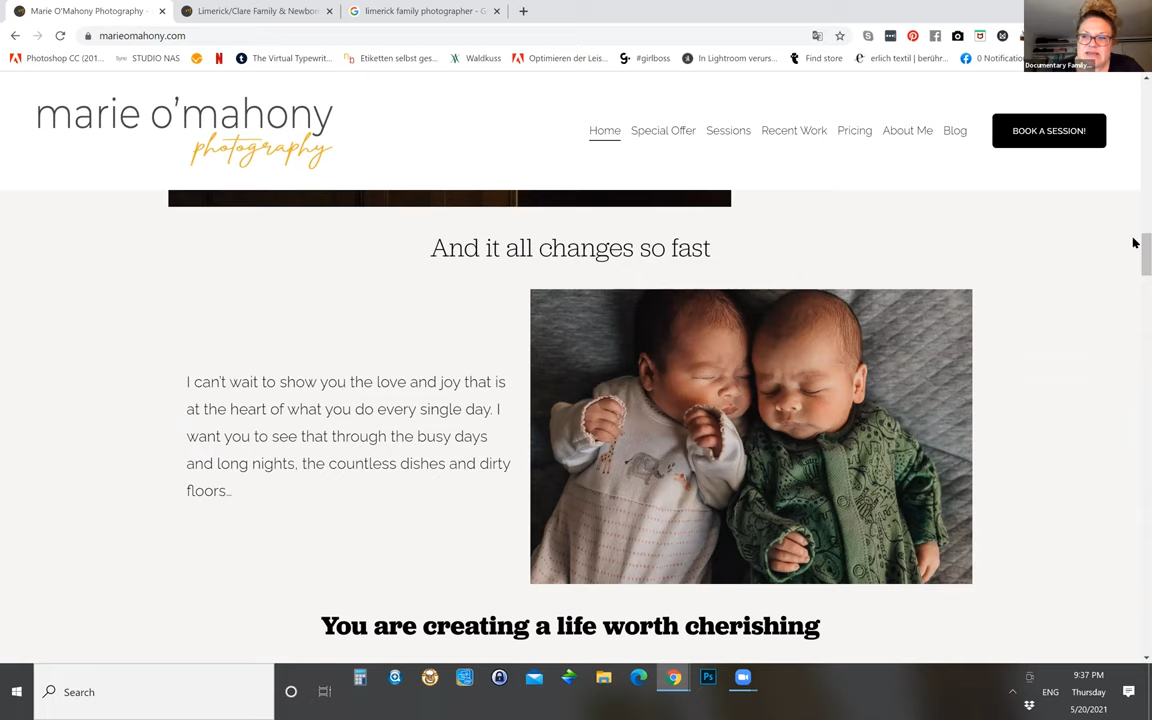 Marie O'Mahony Photography -
Limerick/Clare Family & Newbor
limerick family photographer - G
marieomahony.com
Photoshop CC (201...
SYNC STUDIO NAS
The Virtual Typewrit...
Etiketten selbst ges...
Waldkuss
Optimieren der Leis...
#girlboss
In Lightroom verurs...
Find store
erlich textil | berühr...
0 Notification
Documentary Family...
marie o'mahony
photography
Home
Special Offer
Sessions
Recent Work
Pricing
About Me
Blog
BOOK A SESSION!
And it all changes so fast
I can't wait to show you the love and joy that is
at the heart of what you do every single day. I
want you to see that through the busy days
and long nights, the countless dishes and dirty
floors...
You are creating a life worth cherishing
Search
ENG
9:37 PM
Thursday
5/20/2021